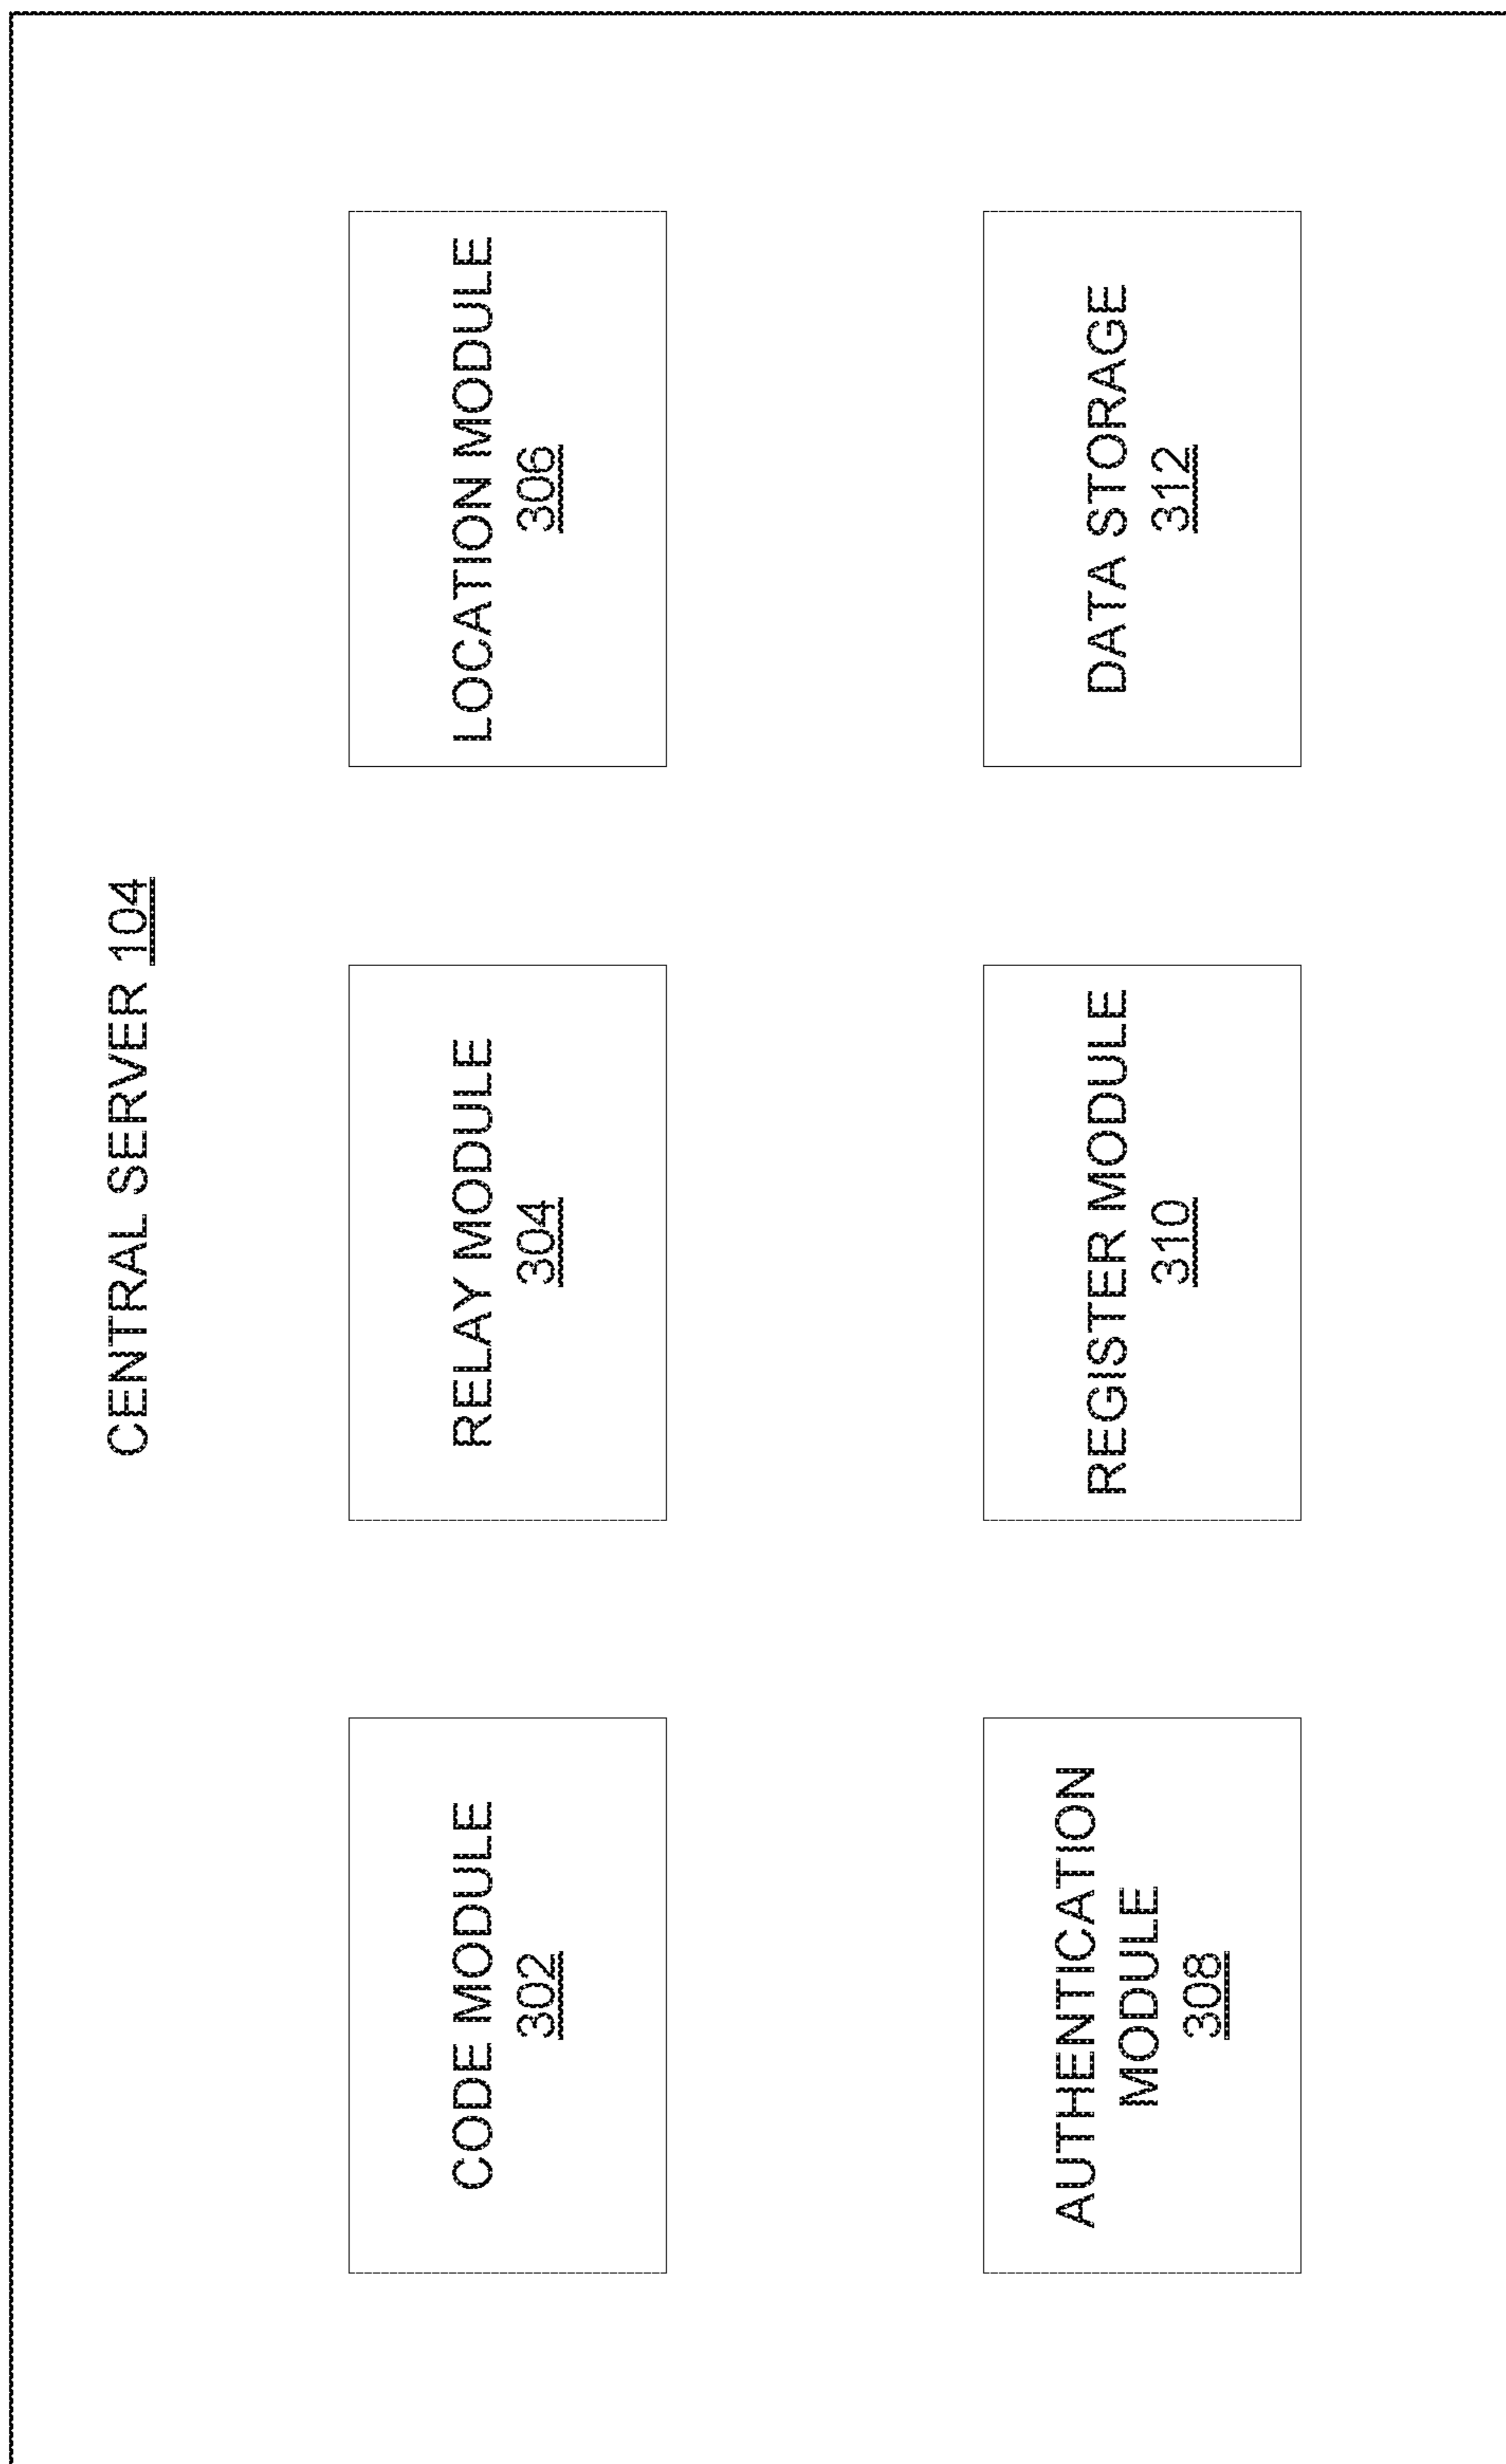 CENTRAL SERVER 104
CODE MODULE
302
RELAY MODULE
304
LOCATION MODULE
306
AUTHENTICATION
MODULE
308
REGISTER MODULE
310
DATA STORAGE
312